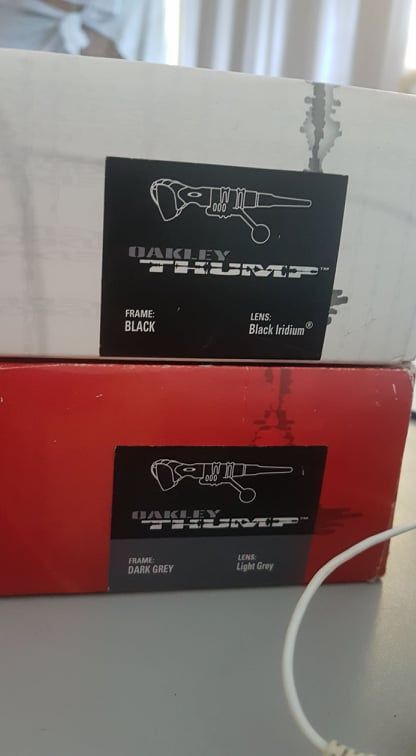 OAKLEY
THUMP™
FRAME: LENS:
BLACK Black Iridium®
OAKLEY
THUMP™
FRAME: LENS:
DARK GREY Light Grey